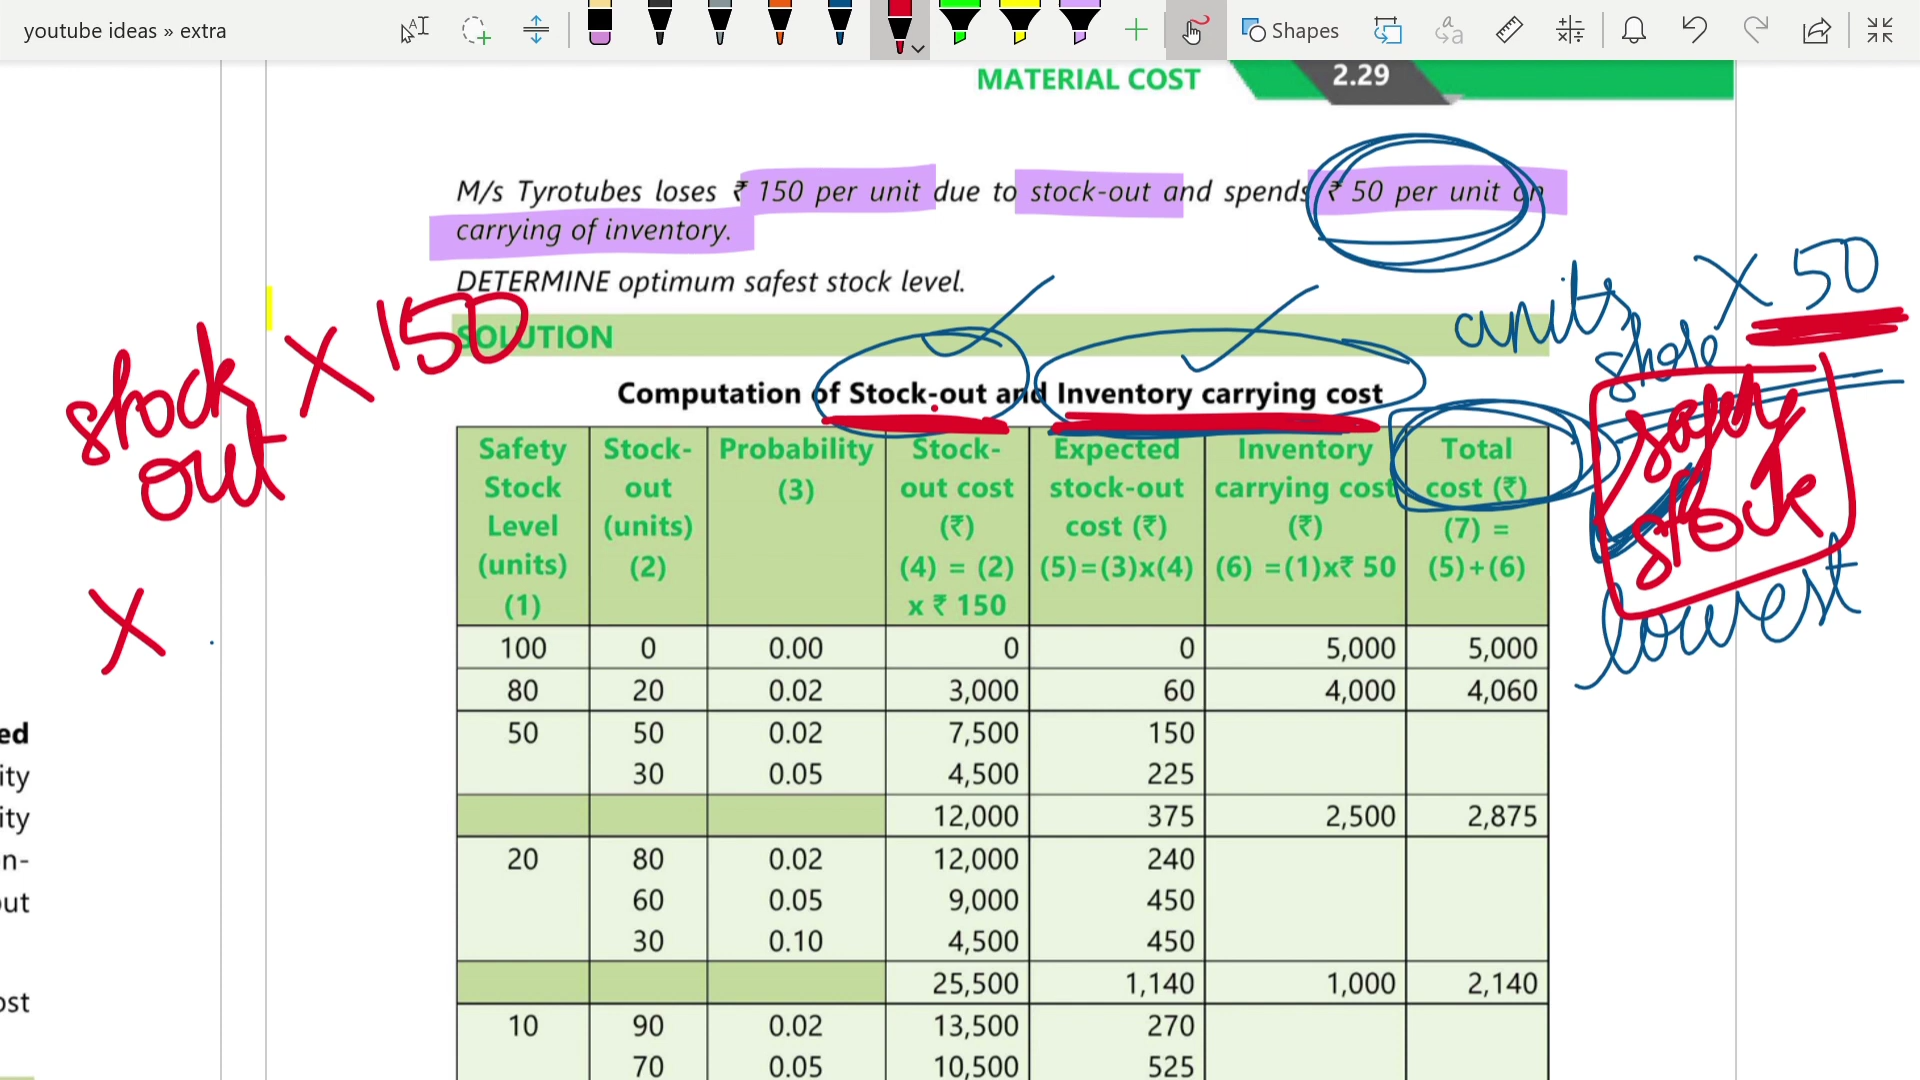 youtube ideas » extra
Shapes
MATERIAL COST 2.29
M/s Tyrotubes loses ₹ 150 per unit due to stock-out and spends ₹ 50 per unit on
carrying of inventory.
DETERMINE optimum safest stock level.
SOLUTION
Computation of Stock-out and Inventory carrying cost
Safety Stock Level (units) (1) | Stock-out (units) (2) | Probability (3) | Stock-out cost (₹) (4) = (2) x ₹ 150 | Expected stock-out cost (₹) (5)=(3)x(4) | Inventory carrying cost (₹) (6) =(1)x₹ 50 | Total cost (₹) (7) = (5)+(6)
100 0 0.00 0 0 5,000 5,000
80 20 0.02 3,000 60 4,000 4,060
50 50 0.02 7,500 150
30 0.05 4,500 225
12,000 375 2,500 2,875
20 80 0.02 12,000 240
60 0.05 9,000 450
30 0.10 4,500 450
25,500 1,140 1,000 2,140
10 90 0.02 13,500 270
70 0.05 10,500 525
stock out X 150
X
units X 50
safety
stock
lowest
ed
ity
ity
n-
out
ost